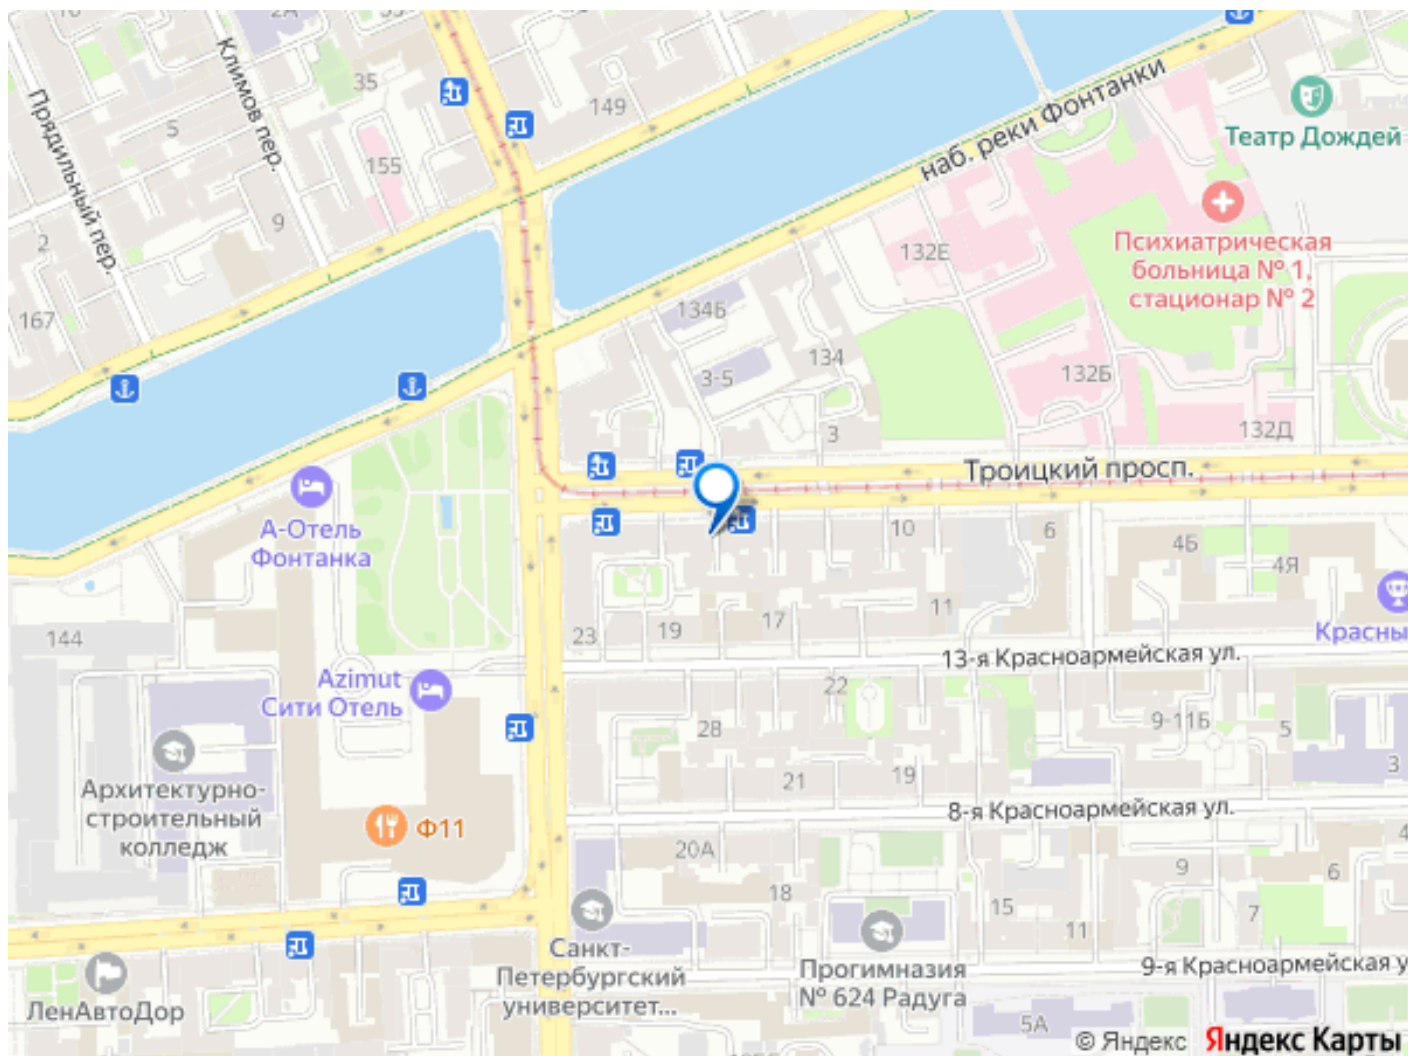 2А
35
Климов пер.
35
149
Прядильный пер.
5
155
9
2
167
наб. реки Фонтанки
Театр Дождей
132Е
Психиатрическая
больница № 1,
стационар № 2
134Б
134
3-5
132Б
3
132Д
Троицкий просп.
А-Отель
Фонтанка
10
6
4Б
4Я
11
17
19
23
144
Красны
13-я Красноармейская ул.
Azimut
Сити Отель
22
28
9-11Б
5
3
21
19
Архитектурно-
строительный
колледж
8-я Красноармейская ул.
Ф11
20А
18
9
6
4
15
7
11
Санкт-
Петербургский
университет...
Прогимназия
№ 624 Радуга
9-я Красноармейская у
ЛенАвтоДор
5А
© Яндекс Яндекс Карты